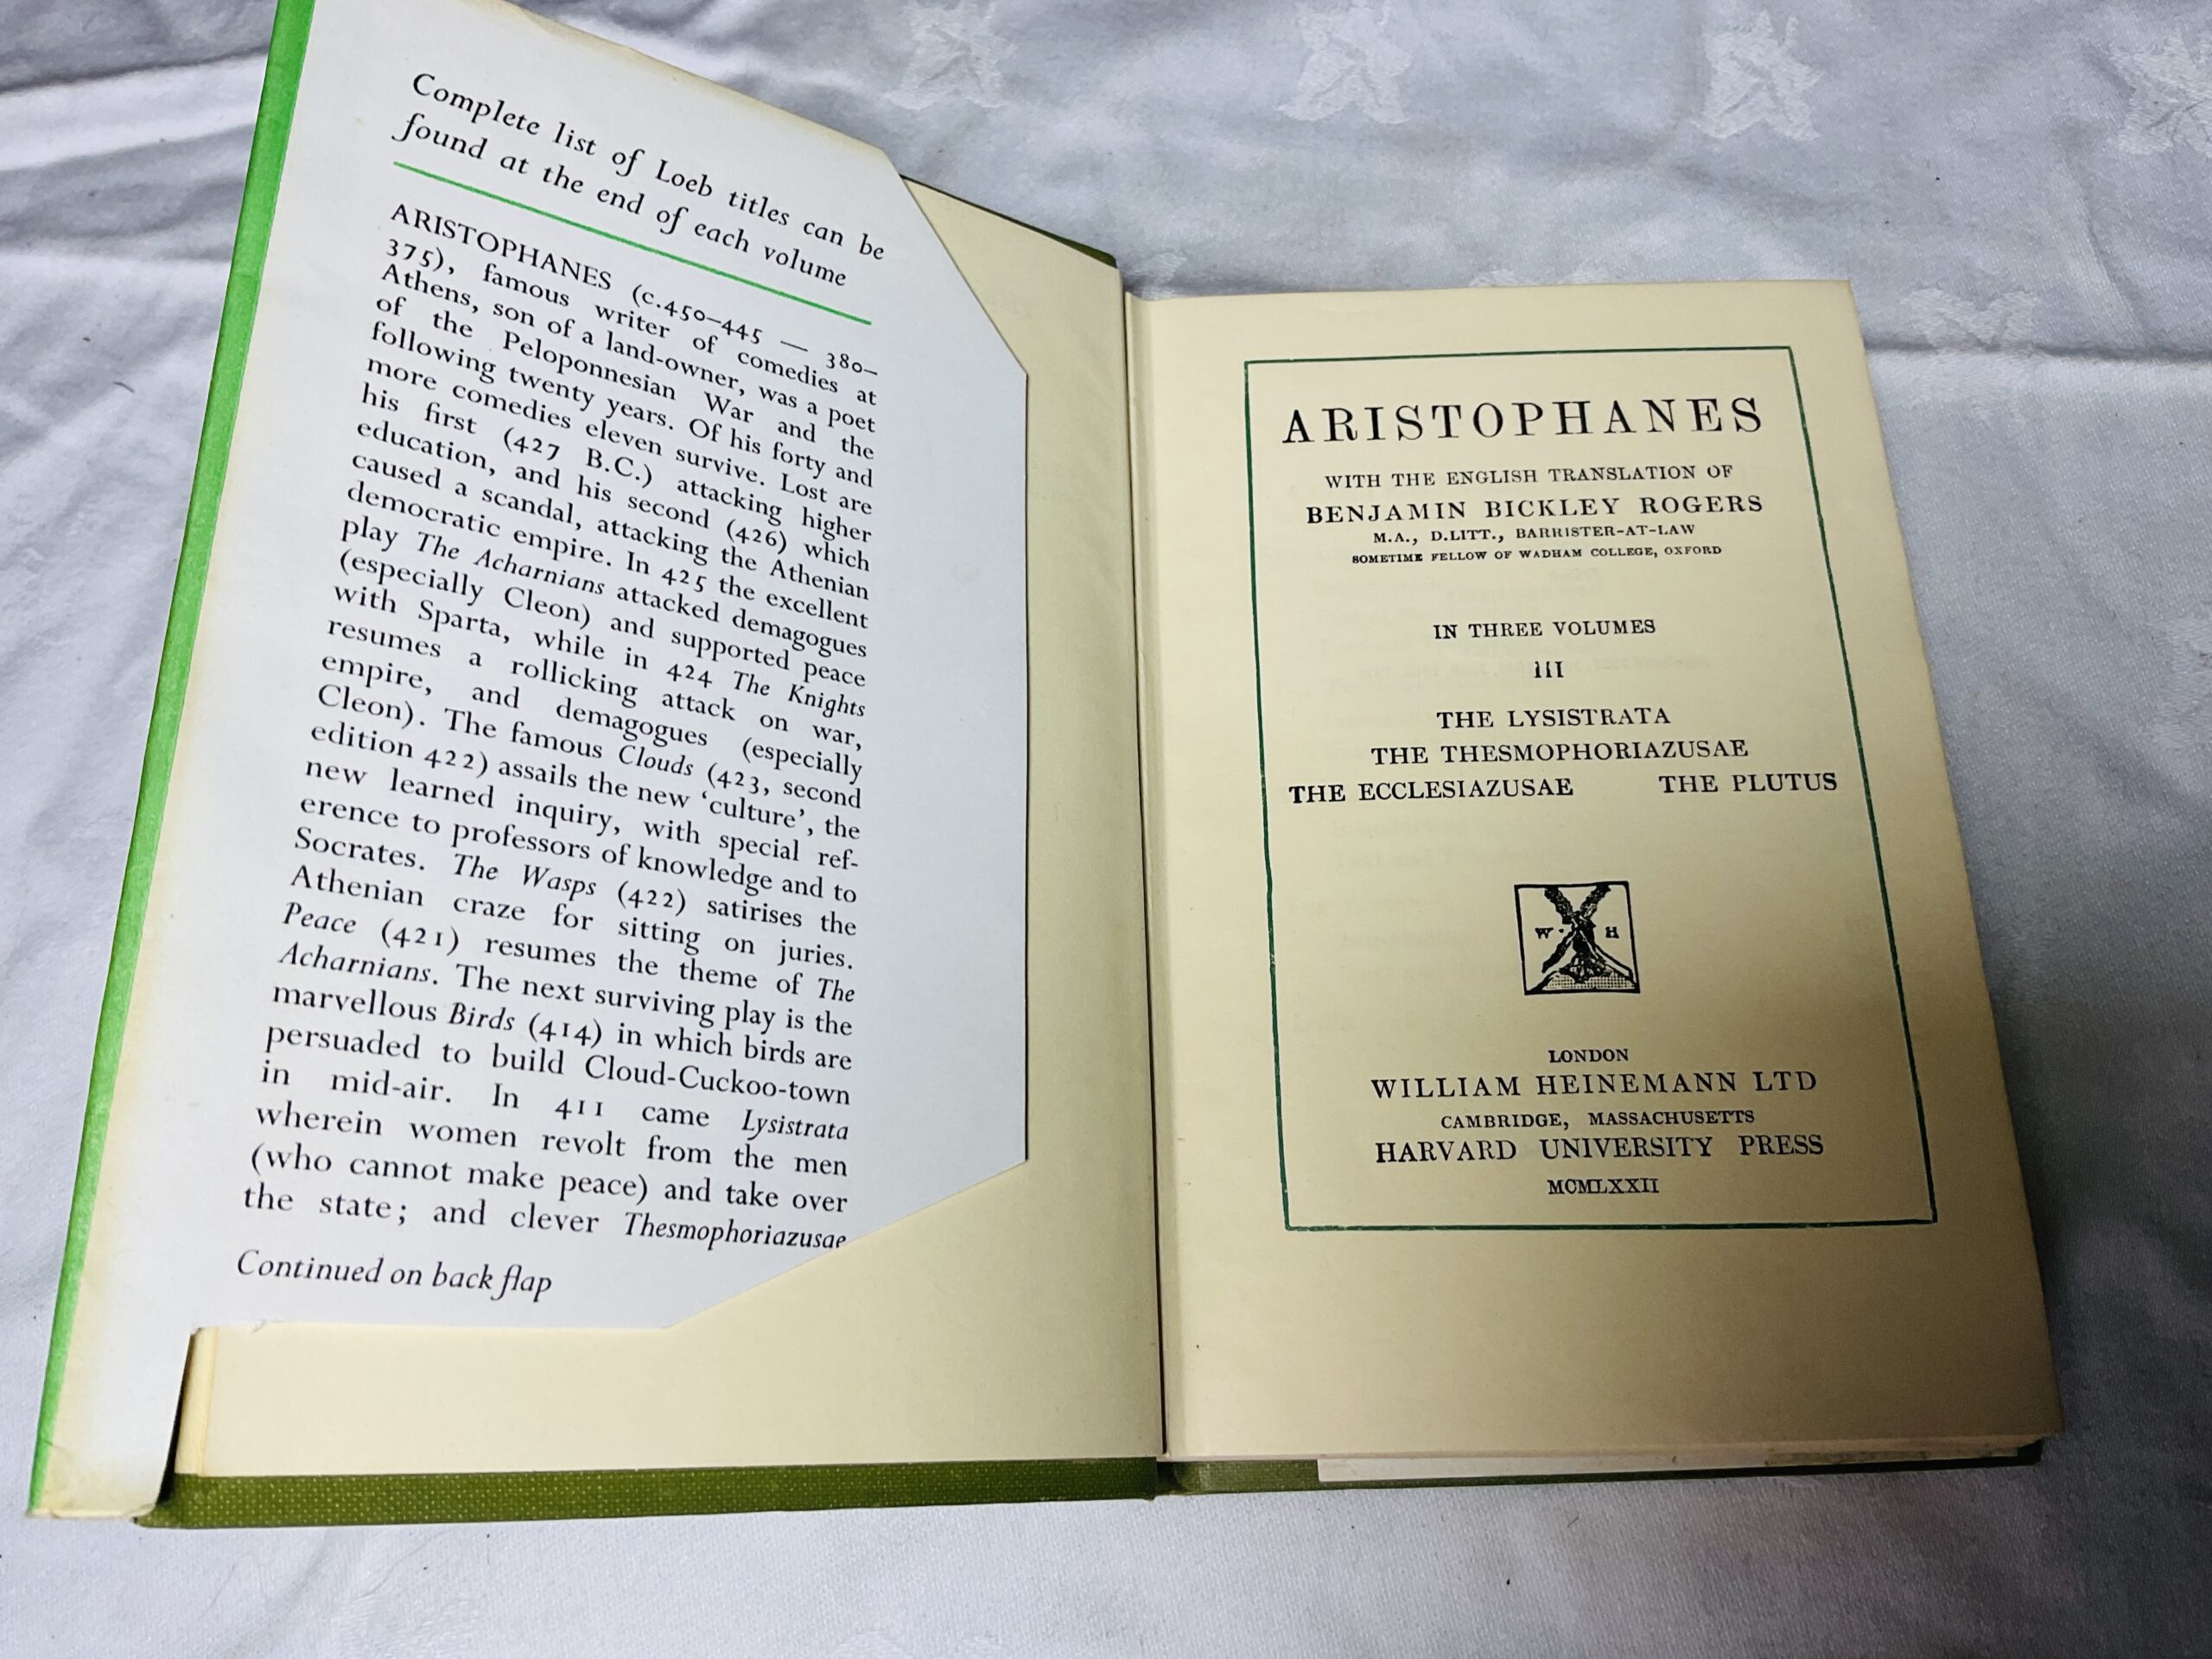 Complete list of Loeb titles can be
found at the end of each volume
ARISTOPHANES (c.450–445 — 380–
375), famous writer of comedies at
Athens, son of a land-owner, was a poet
of the Peloponnesian War and the
following twenty years. Of his forty and
more comedies eleven survive. Lost are
his first (427 B.C.) attacking higher
education, and his second (426) which
caused a scandal, attacking the Athenian
democratic empire. In 425 the excellent
play The Acharnians attacked demagogues
(especially Cleon) and supported peace
with Sparta, while in 424 The Knights
resumes a rollicking attack on war,
empire, and demagogues (especially
Cleon). The famous Clouds (423, second
edition 422) assails the new ‘culture’, the
new learned inquiry, with special ref-
erence to professors of knowledge and to
Socrates. The Wasps (422) satirises the
Athenian craze for sitting on juries.
Peace (421) resumes the theme of The
Acharnians. The next surviving play is the
marvellous Birds (414) in which birds are
persuaded to build Cloud-Cuckoo-town
in mid-air. In 411 came Lysistrata
wherein women revolt from the men
(who cannot make peace) and take over
the state; and clever Thesmophoriazusae
Continued on back flap
ARISTOPHANES
WITH THE ENGLISH TRANSLATION OF
BENJAMIN BICKLEY ROGERS
M.A., D.LITT., BARRISTER-AT-LAW
SOMETIME FELLOW OF WADHAM COLLEGE, OXFORD
IN THREE VOLUMES
III
THE LYSISTRATA
THE THESMOPHORIAZUSAE
THE ECCLESIAZUSAE THE PLUTUS
W · H
LONDON
WILLIAM HEINEMANN LTD
CAMBRIDGE, MASSACHUSETTS
HARVARD UNIVERSITY PRESS
MCMLXXII